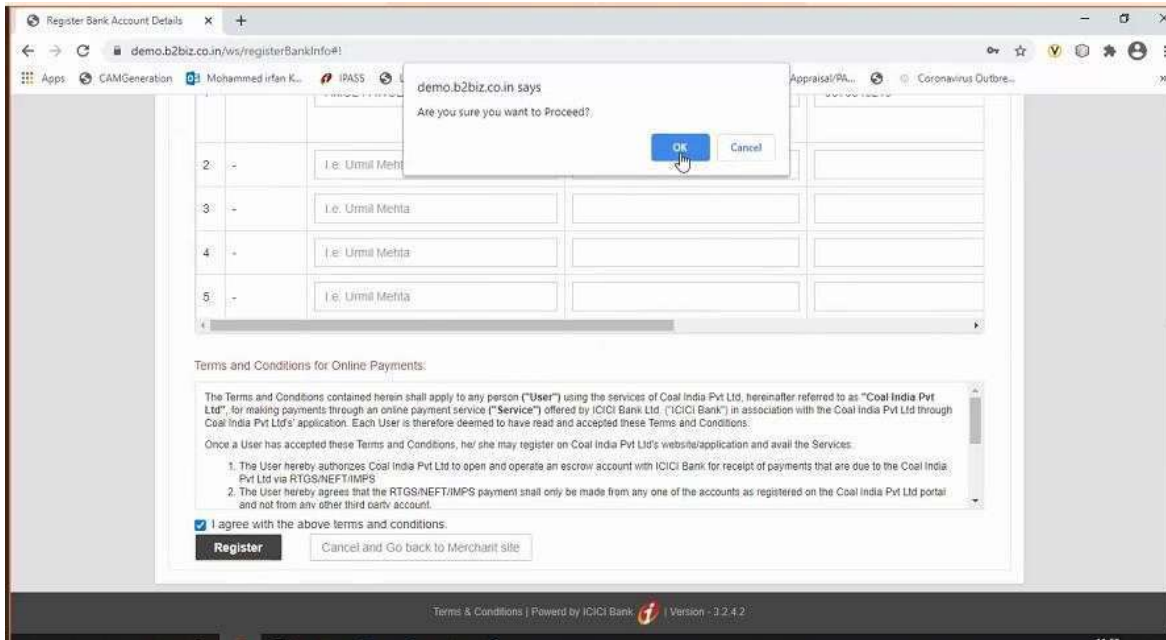 Register Bank Account Details
demo.b2biz.co.in/ws/registerBankInfo#!
Apps CAMGeneration Mohammed irfan K... IPASS Appraisal/PA... Coronavirus Outbre...
demo.b2biz.co.in says
Are you sure you want to Proceed?
OK Cancel
2 - I.e. Urmil Meht
3 - I.e. Urmil Mehta
4 - I.e. Urmil Mehta
5 - I.e. Urmil Mehta
Terms and Conditions for Online Payments:
The Terms and Conditions contained herein shall apply to any person ("User") using the services of Coal India Pvt Ltd, hereinafter referred to as "Coal India Pvt
Ltd", for making payments through an online payment service ("Service") offered by ICICI Bank Ltd. ("ICICI Bank") in association with the Coal India Pvt Ltd through
Coal India Pvt Ltd's' application. Each User is therefore deemed to have read and accepted these Terms and Conditions.
Once a User has accepted these Terms and Conditions, he/ she may register on Coal India Pvt Ltd's website/application and avail the Services.
1. The User hereby authorizes Coal India Pvt Ltd to open and operate an escrow account with ICICI Bank for receipt of payments that are due to the Coal India
Pvt Ltd via RTGS/NEFT/IMPS
2. The User hereby agrees that the RTGS/NEFT/IMPS payment shall only be made from any one of the accounts as registered on the Coal India Pvt Ltd portal
and not from any other third party account.
I agree with the above terms and conditions.
Register Cancel and Go back to Merchant site
Terms & Conditions | Powerd by ICICI Bank | Version - 3.2.4.2